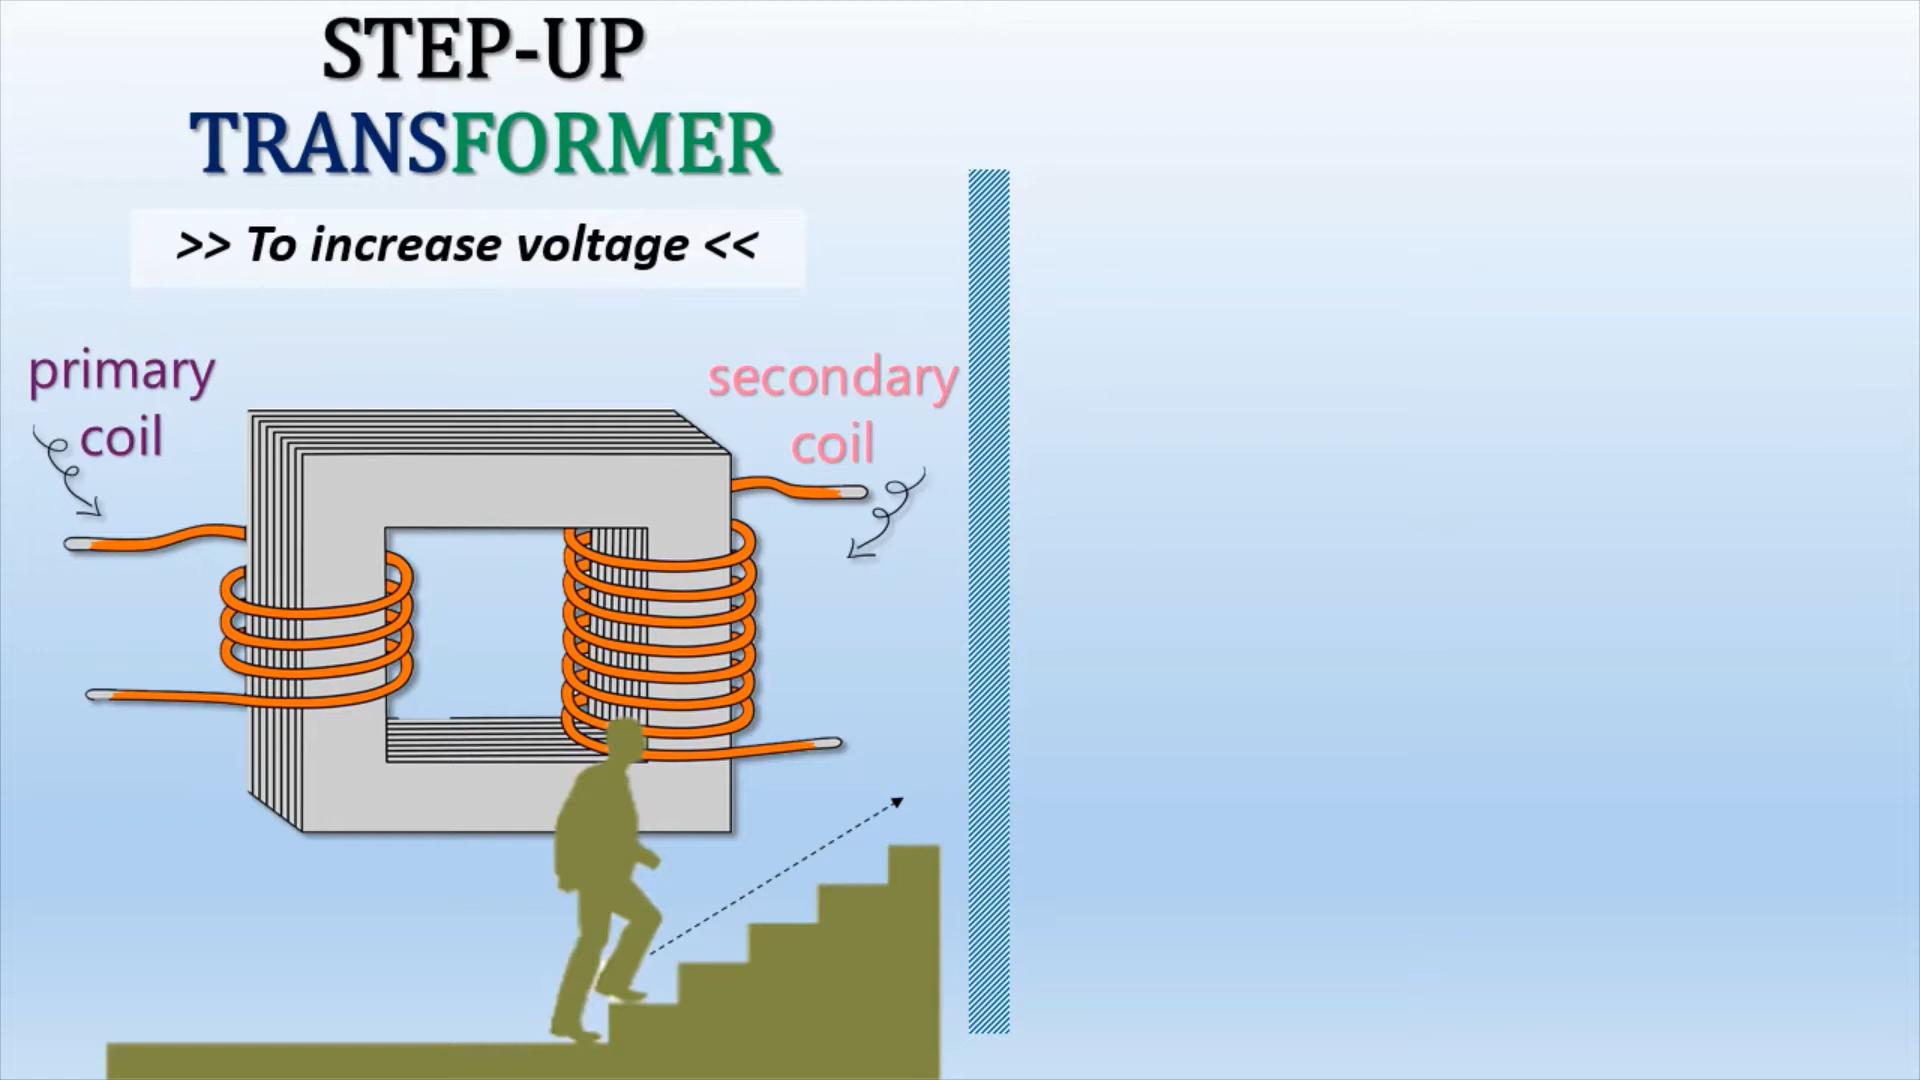 STEP-UP
TRANSFORMER
>> To increase voltage <<
primary
coil
secondary
coil